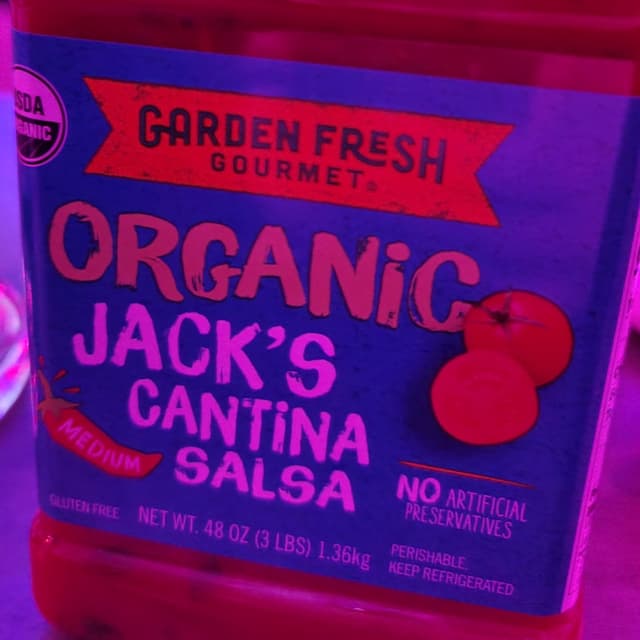 USDA
ORGANIC
GARDEN FRESH
GOURMET®
ORGANiC
JACK'S
CANTiNA
SALSA
MEDIUM
NO ARTIFICIAL
PRESERVATIVES
GLUTEN FREE
NET WT. 48 OZ (3 LBS) 1.36kg
PERISHABLE.
KEEP REFRIGERATED